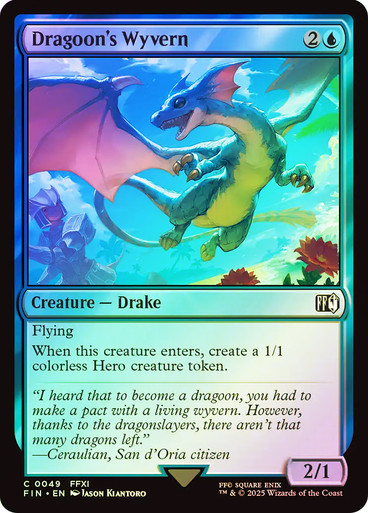 Dragoon's Wyvern 2
Creature — Drake
Flying
When this creature enters, create a 1/1
colorless Hero creature token.
"I heard that to become a dragoon, you had to
make a pact with a living wyvern. However,
thanks to the dragonslayers, there aren't that
many dragons left."
—Ceraulian, San d'Oria citizen
2/1
C 0049 FFXI
FIN • EN Jason Kiantoro
FF© SQUARE ENIX
™ & © 2025 Wizards of the Coast